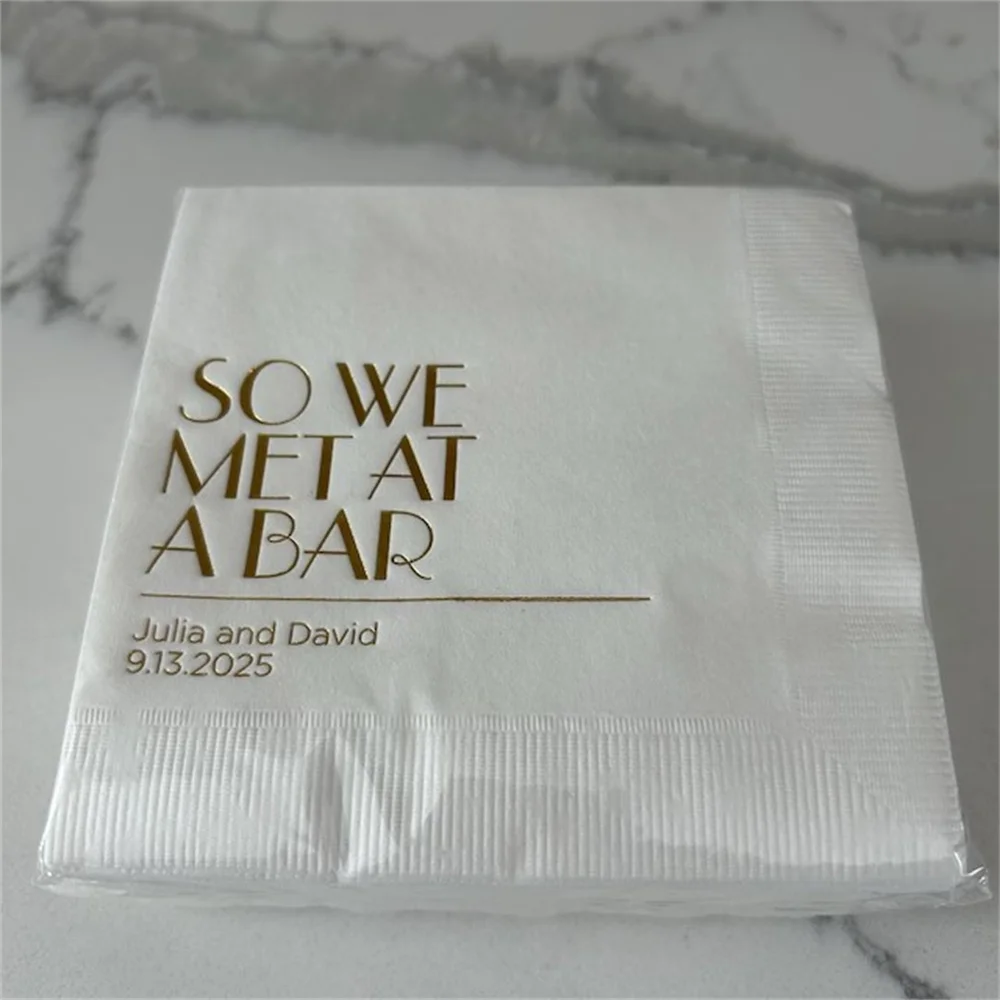 SO WE
MET AT
A BAR
Julia and David
9.13.2025